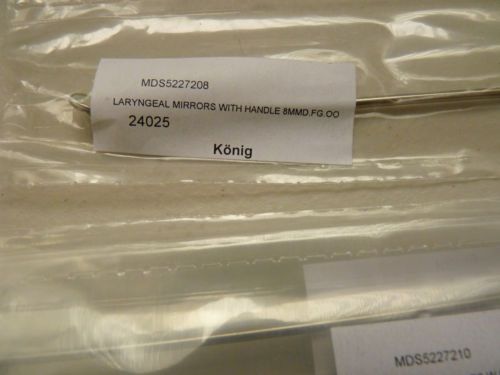 MDS5227208
LARYNGEAL MIRRORS WITH HANDLE 8MMD,FG.OO
24025
König
MDS5227210